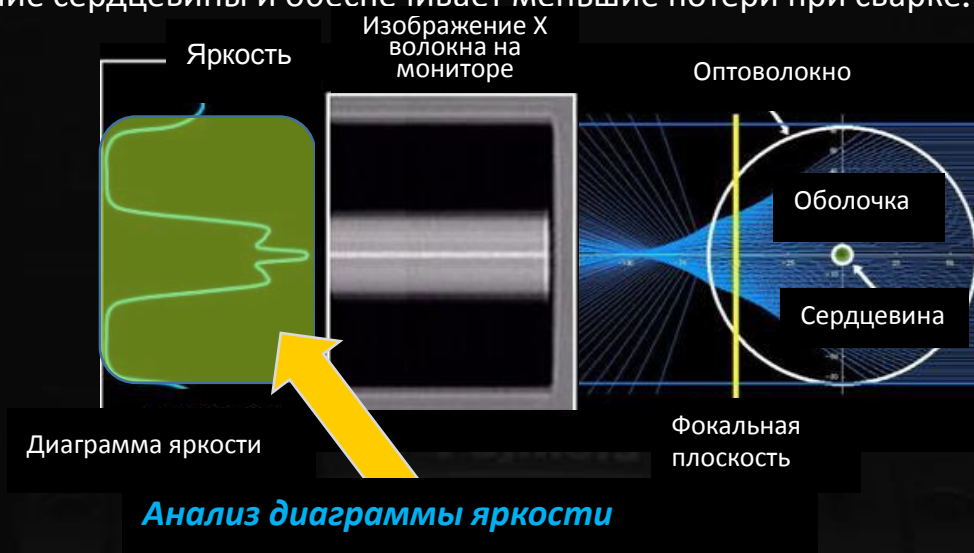 ние сердцевины и обеспечивает меньшие потери при сварке.
Яркость
Изображение X
волокна на
мониторе
Оптоволокно
Оболочка
Сердцевина
Диаграмма яркости
Фокальная
плоскость
Анализ диаграммы яркости